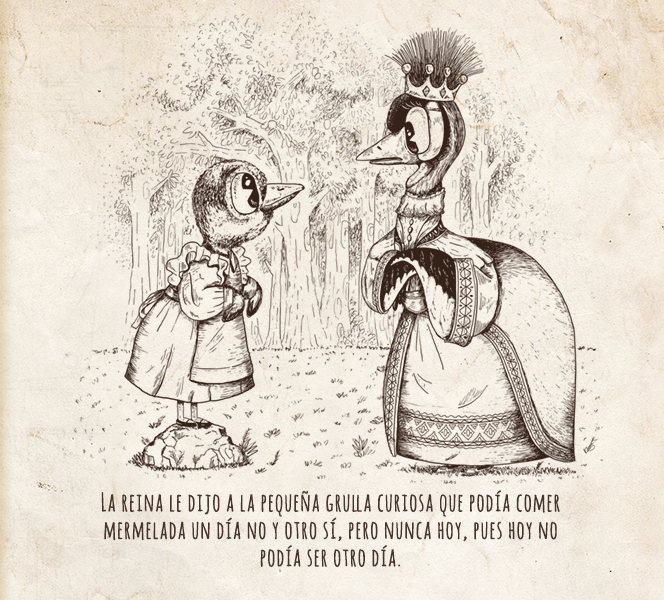 La reina le dijo a la pequeña grulla curiosa que podía comer
mermelada un día no y otro sí, pero nunca hoy, pues hoy no
podía ser otro día.